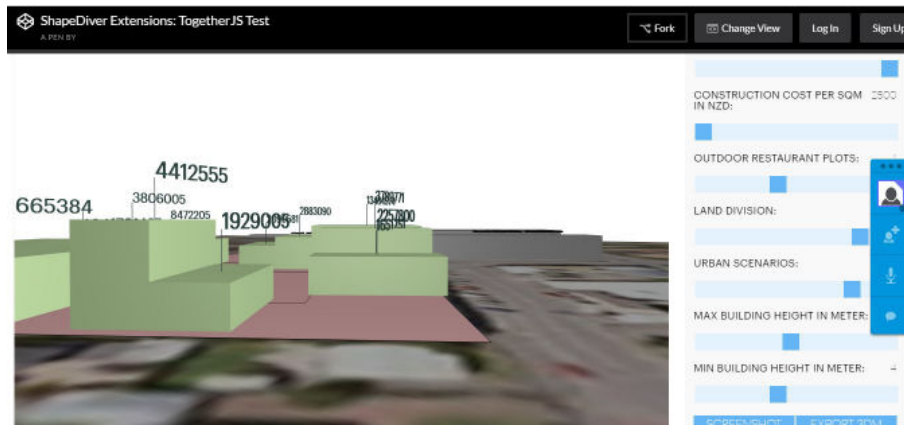 ShapeDiver Extensions: TogetherJS Test
A PEN BY
Fork
Change View
Log In
Sign Up
CONSTRUCTION COST PER SQM 2500
IN NZD:
OUTDOOR RESTAURANT PLOTS:
LAND DIVISION:
URBAN SCENARIOS:
MAX BUILDING HEIGHT IN METER:
MIN BUILDING HEIGHT IN METER:
SCREENSHOT
EXPORT 3DM
4412555
3806005
665384
8472205
1929005
2883090
2257800